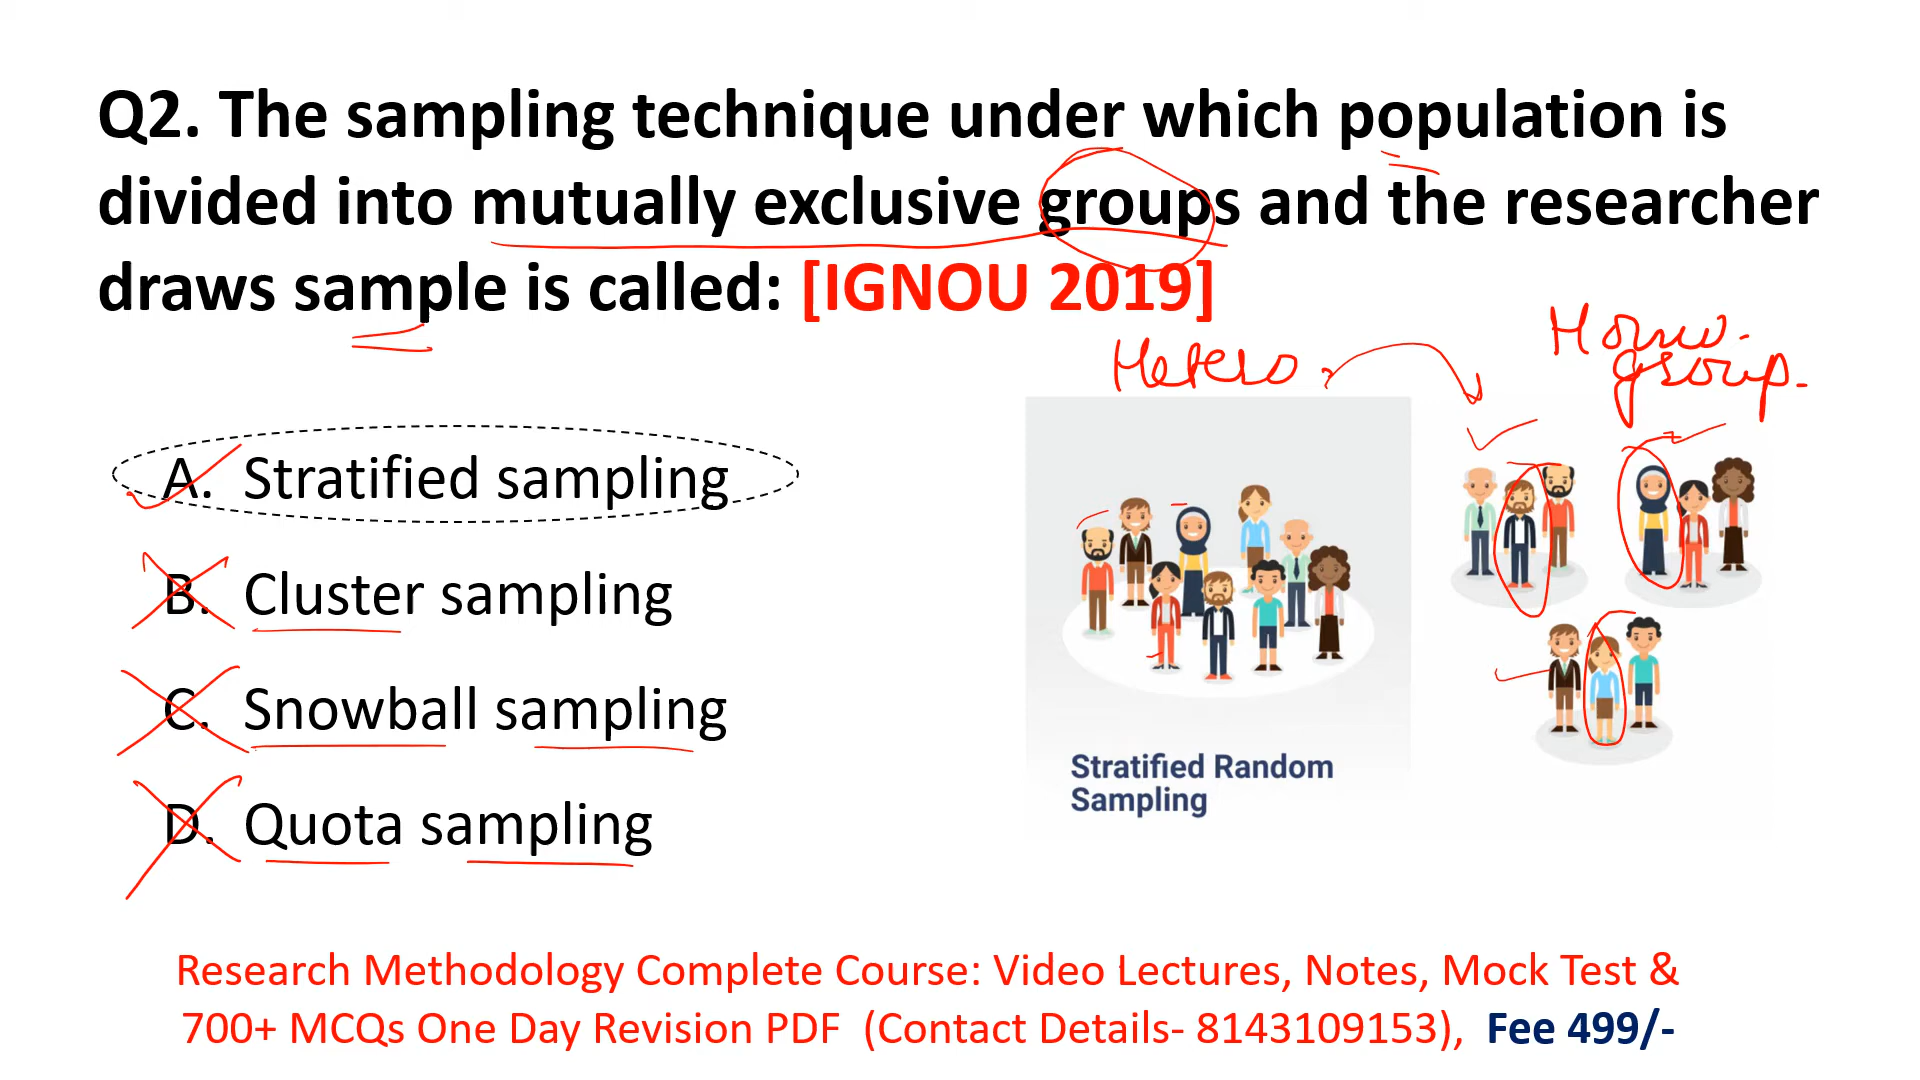 Q2. The sampling technique under which population is
divided into mutually exclusive groups and the researcher
draws sample is called: [IGNOU 2019]
Hetero
Homo.
group.
A. Stratified sampling
B. Cluster sampling
C. Snowball sampling
D. Quota sampling
Stratified Random
Sampling
Research Methodology Complete Course: Video Lectures, Notes, Mock Test &
700+ MCQs One Day Revision PDF (Contact Details- 8143109153), Fee 499/-